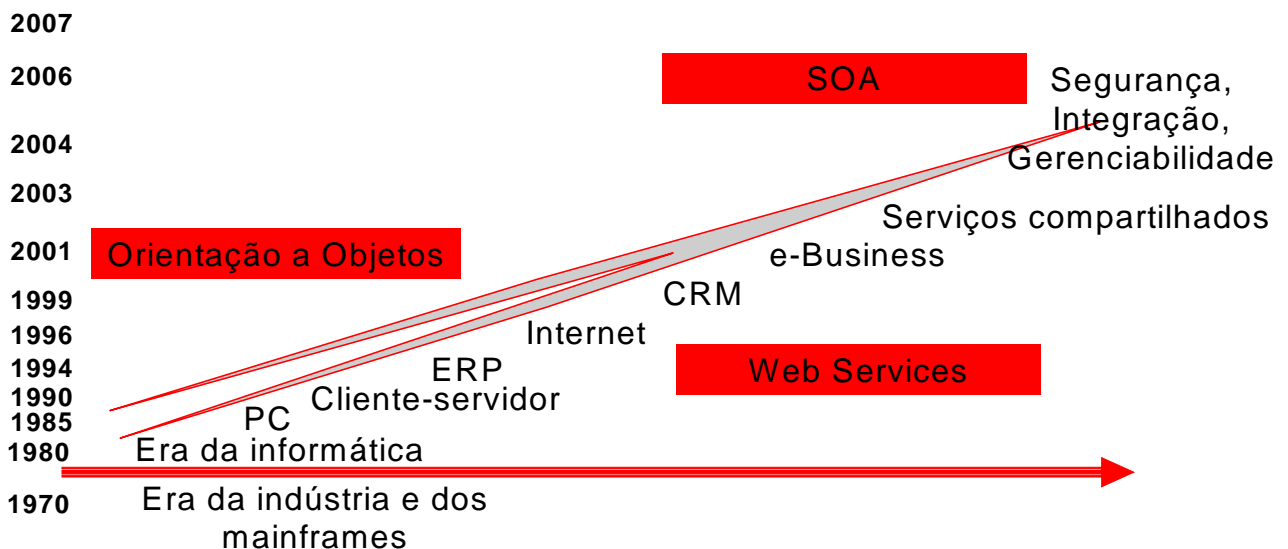 2007
2006
SOA
Segurança,
Integração,
Gerenciabilidade
2004
2003
Serviços compartilhados
2001
Orientação a Objetos
e-Business
1999
CRM
1996
Internet
1994
ERP
Web Services
1990
Cliente-servidor
1985
PC
1980
Era da informática
1970
Era da indústria e dos
mainframes